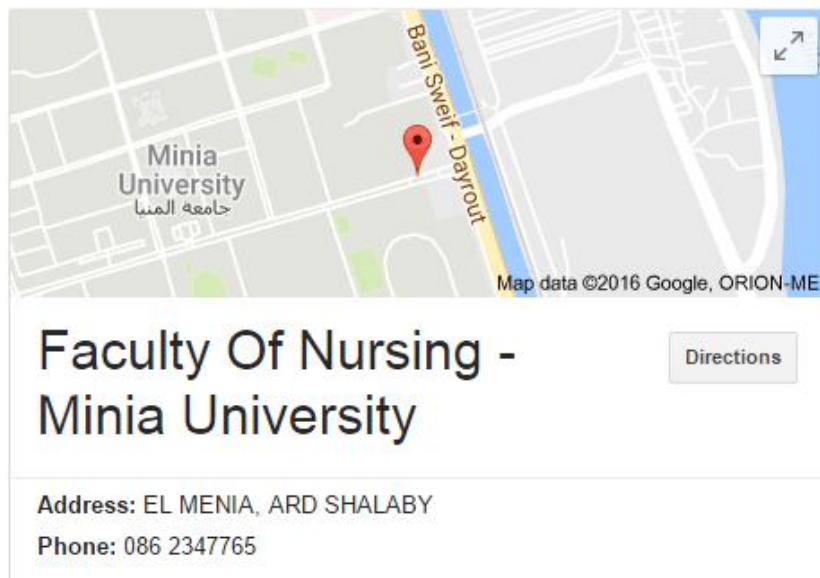 Bani Sweif - Dayrout
Minia
University
جامعة المنيا
Map data ©2016 Google, ORION-ME
Faculty Of Nursing -
Minia University
Directions
Address: EL MENIA, ARD SHALABY
Phone: 086 2347765